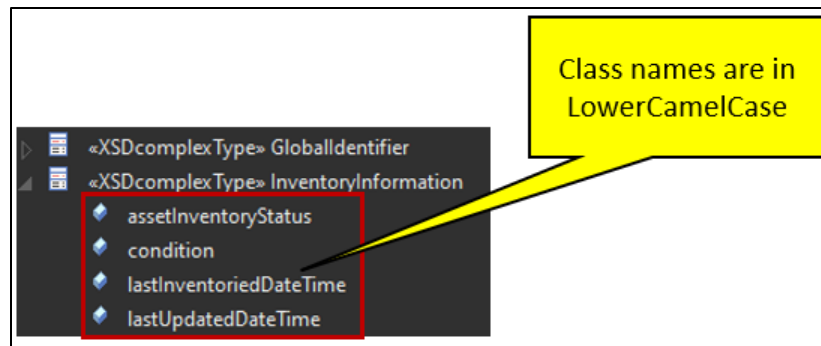 Class names are in
LowerCamelCase
«XSDcomplexType» GlobalIdentifier
«XSDcomplexType» InventoryInformation
assetInventoryStatus
condition
lastInventoriedDateTime
lastUpdatedDateTime